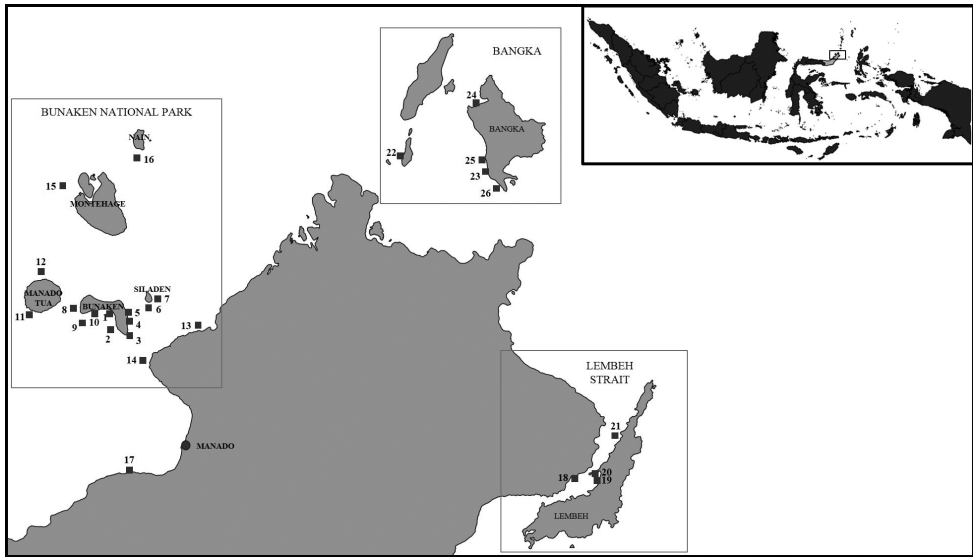 BUNAKEN NATIONAL PARK
NAIN
16
15
MONTEHAGE
12
MANADO
TUA
11
SILADEN
7
6
8
BUNAKEN
5
10
1
4
9
2
3
13
14
MANADO
17
BANGKA
24
BANGKA
22
25
23
26
LEMBEH
STRAIT
21
18
20
19
LEMBEH